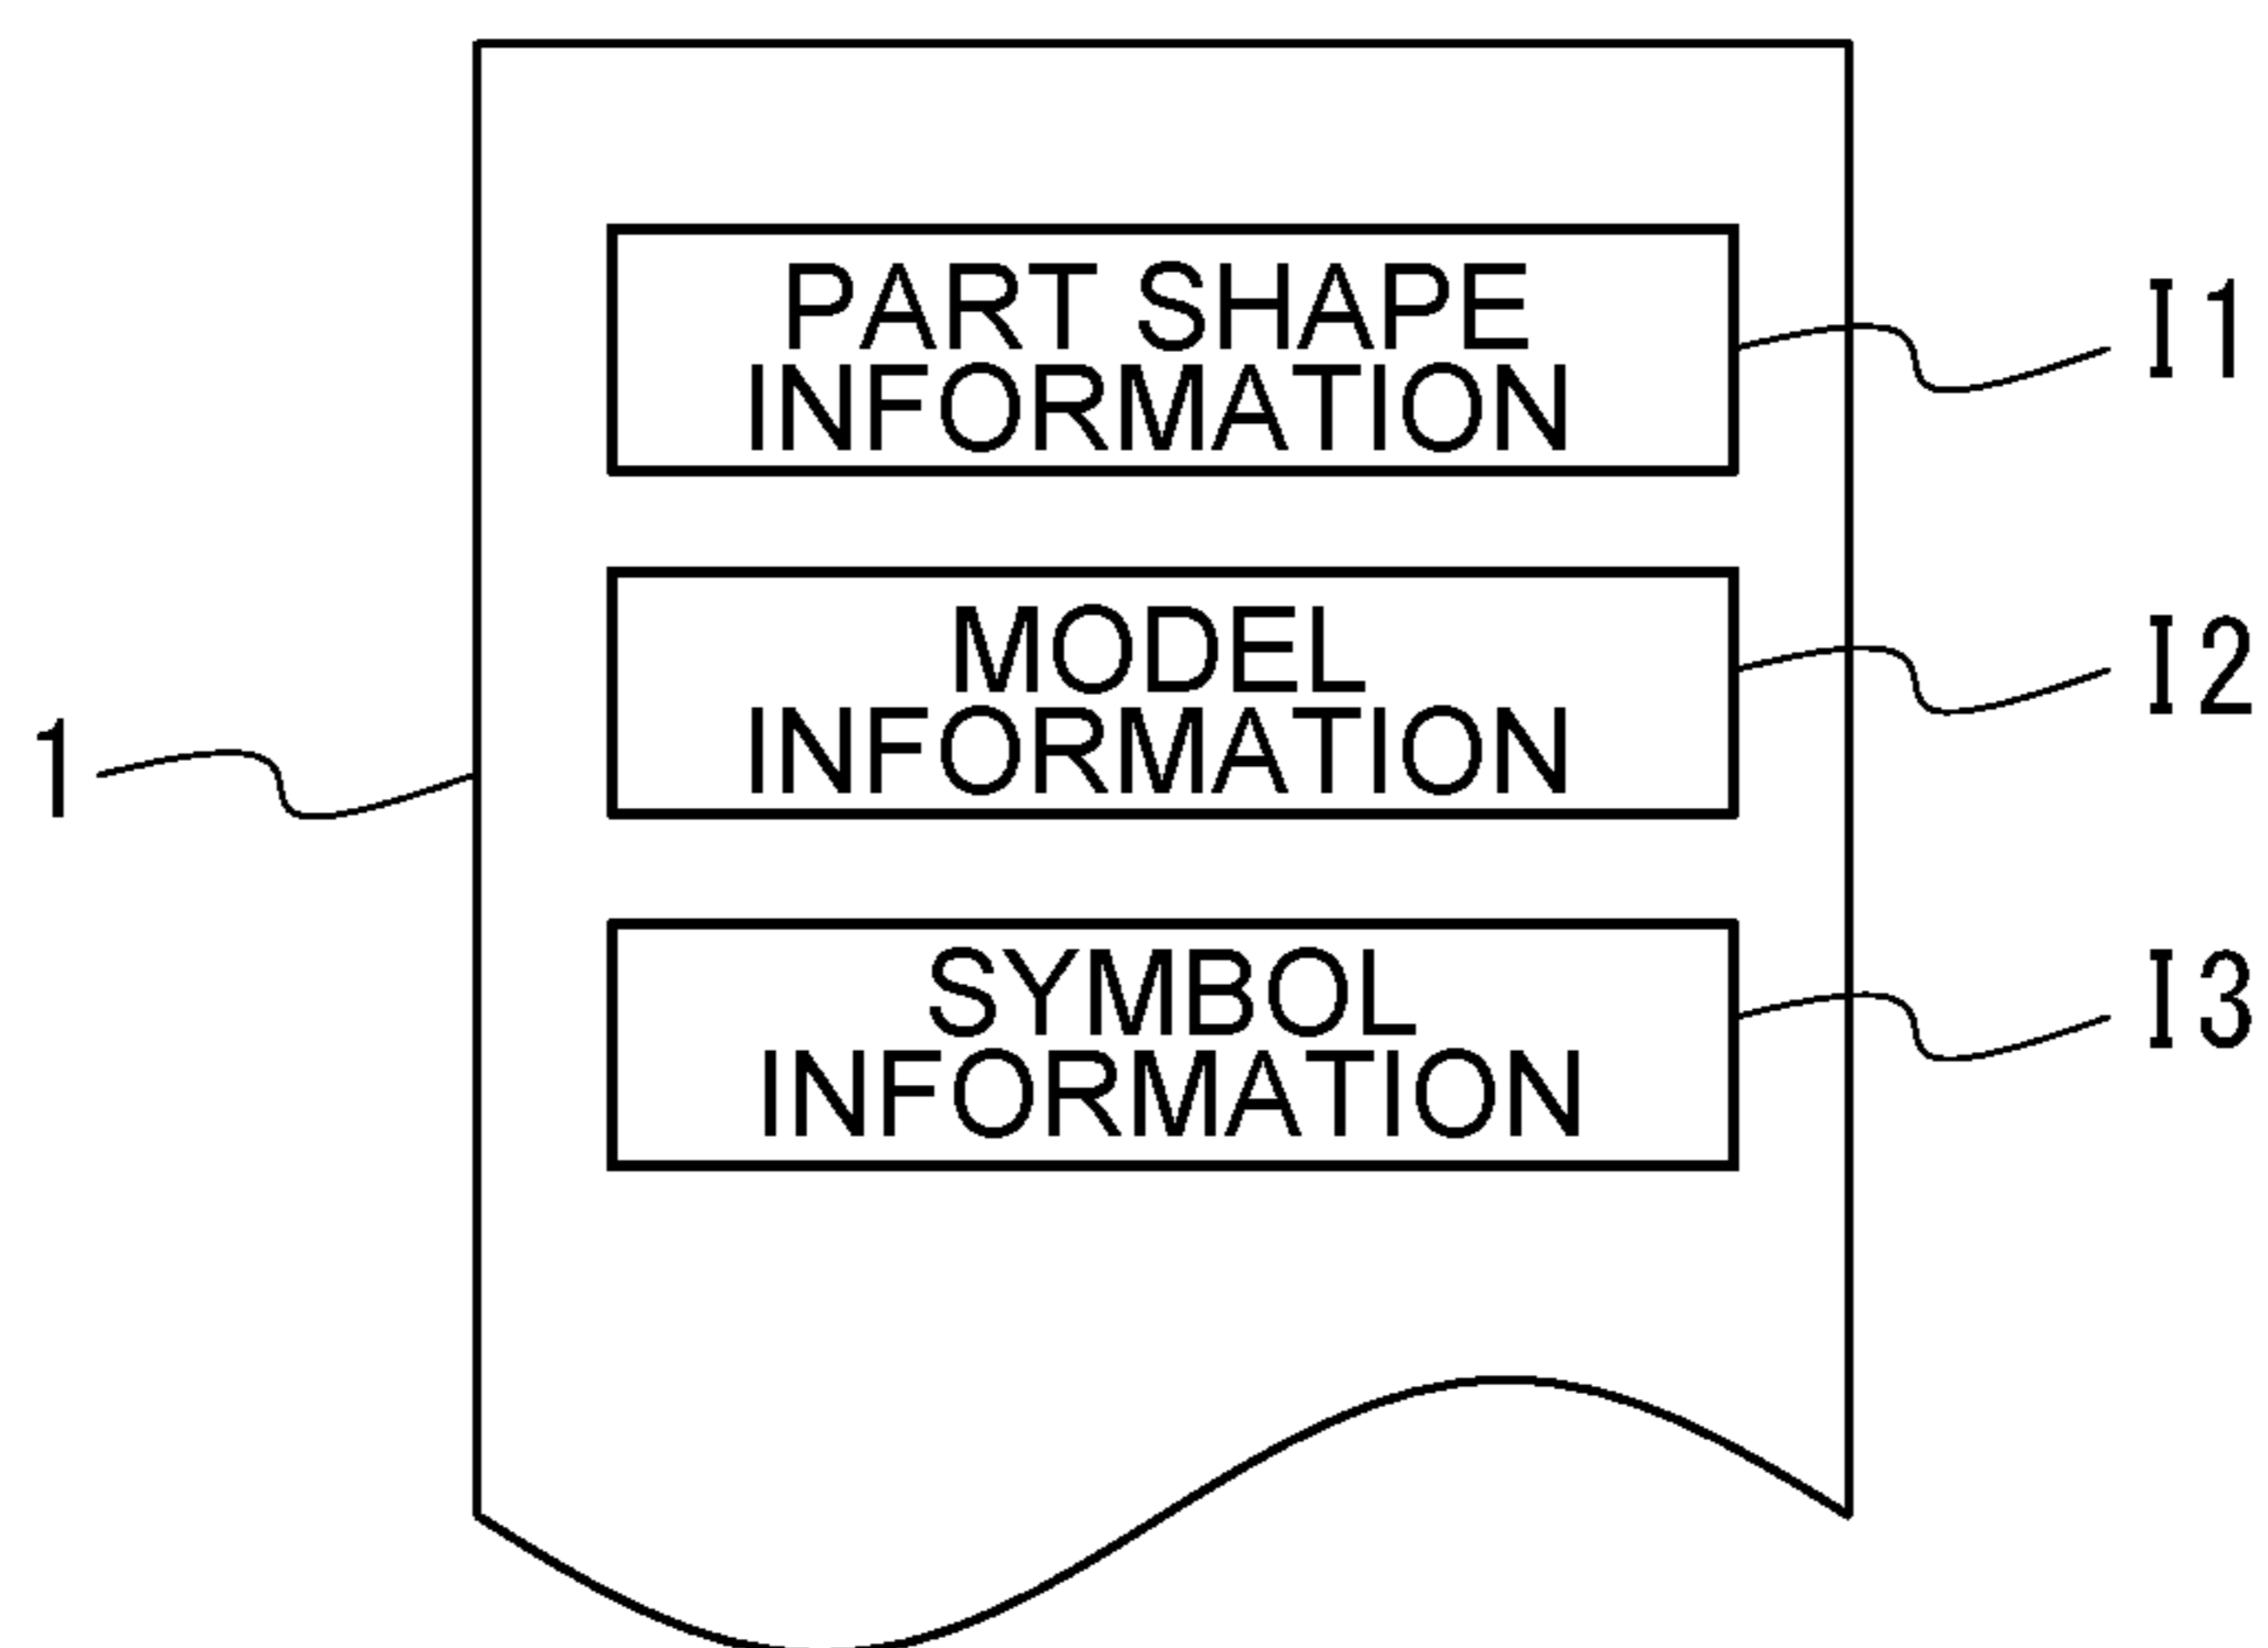 PART SHAPE
INFORMATION
I1
MODEL
INFORMATION
I2
1
SYMBOL
INFORMATION
I3